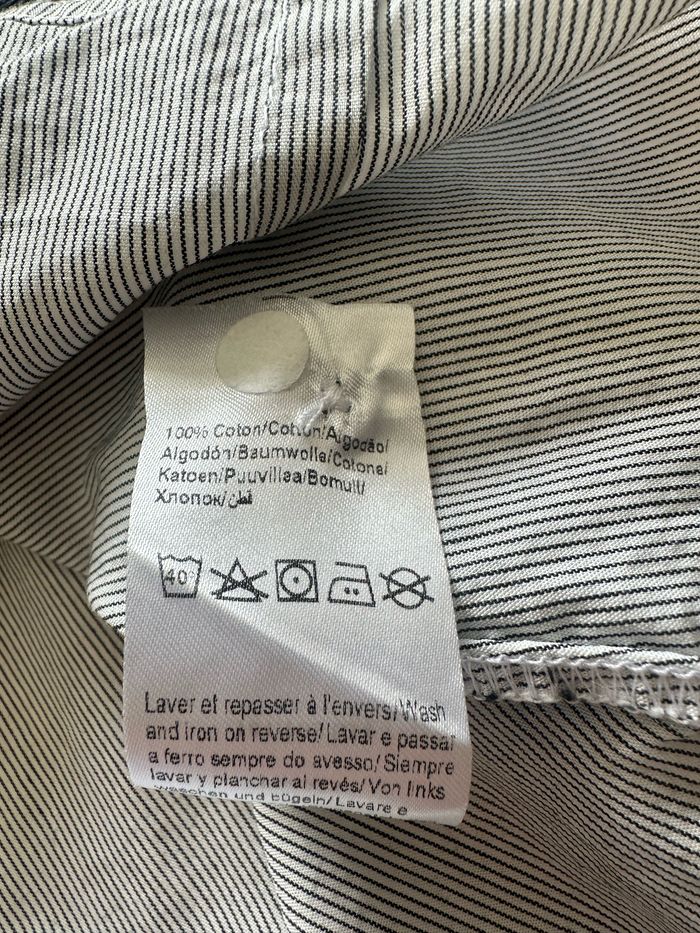 100% Coton/Cotton/Algodão/
Algodón/Baumwolle/Cotone/
Katoen/Puuvillaa/Bomull/
Хлопок/قطن
40
Laver et repasser à l'envers/Wash
and iron on reverse/Lavar e passar
a ferro sempre do avesso/Siempre
lavar y planchar al revés/Von links
waschen und bügeln/Lavare e